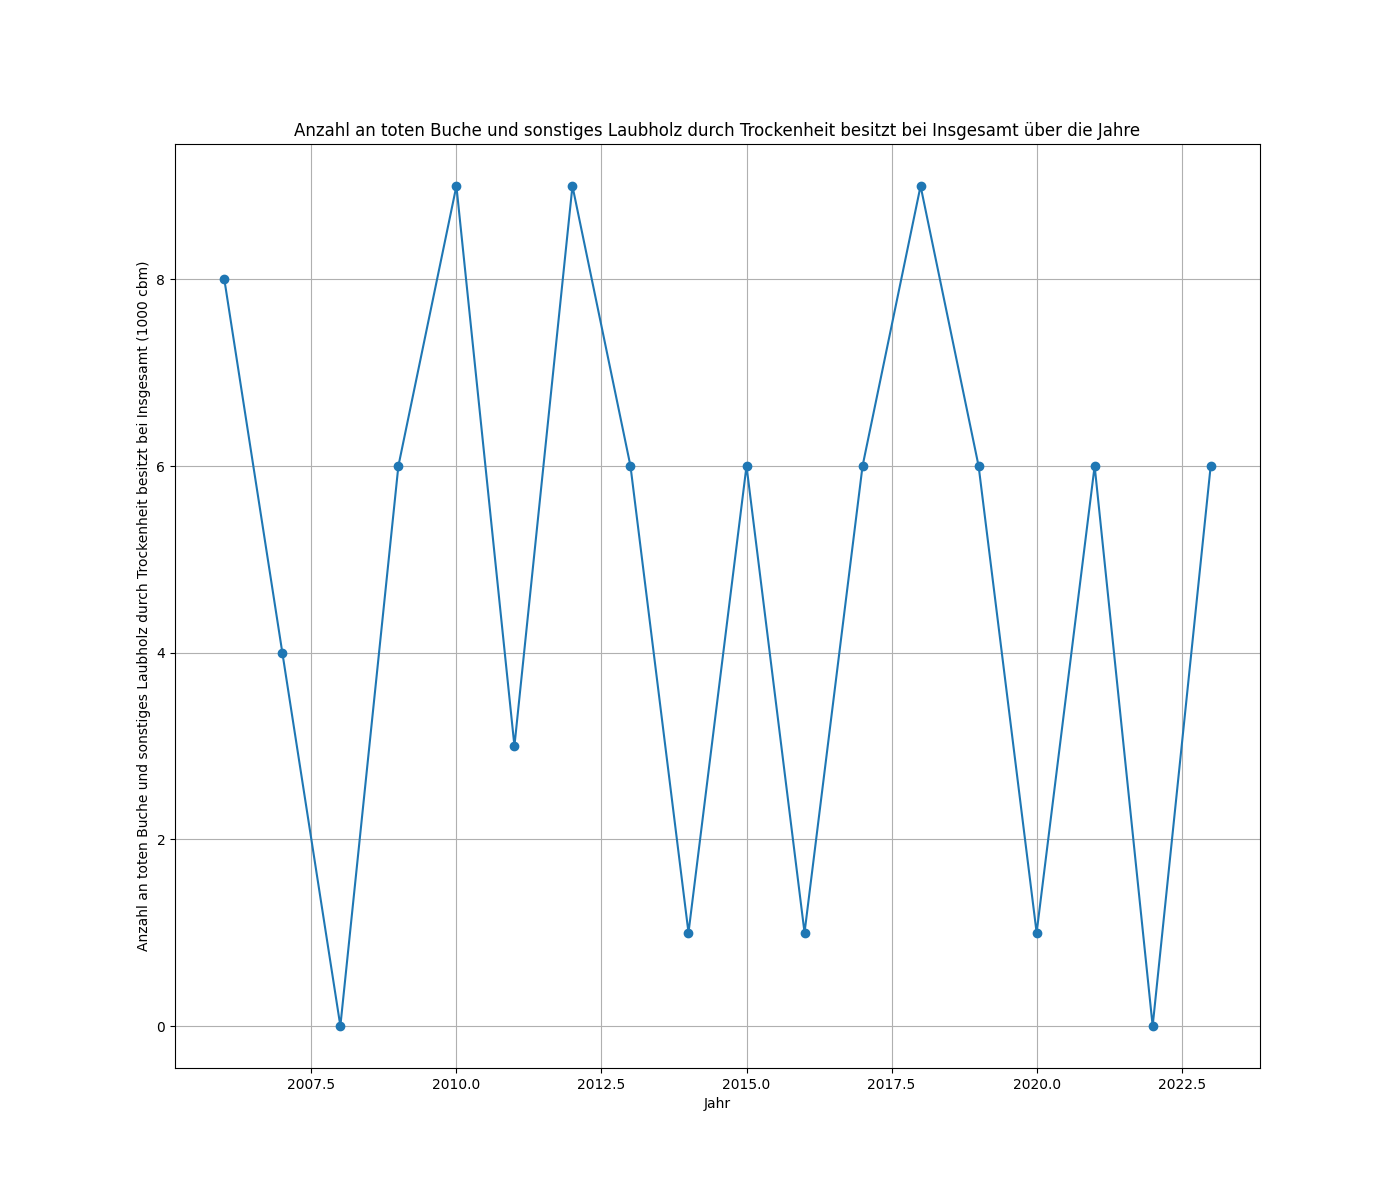 Anzahl an toten Buche und sonstiges Laubholz durch Trockenheit besitzt bei Insgesamt über die Jahre
Anzahl an toten Buche und sonstiges Laubholz durch Trockenheit besitzt bei Insgesamt (1000 cbm)
8
6
4
2
0
2007.5 2010.0 2012.5 2015.0 2017.5 2020.0 2022.5
Jahr